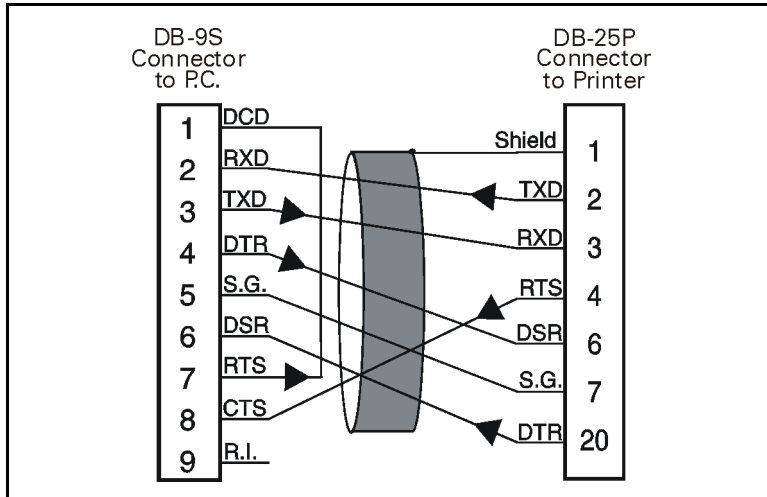 DB-9S
Connector
to P.C.
DB-25P
Connector
to Printer
1 DCD
2 RXD
3 TXD
4 DTR
5 S.G.
6 DSR
7 RTS
8 CTS
9 R.I.
Shield 1
TXD 2
RXD 3
RTS 4
DSR 6
S.G. 7
DTR 20